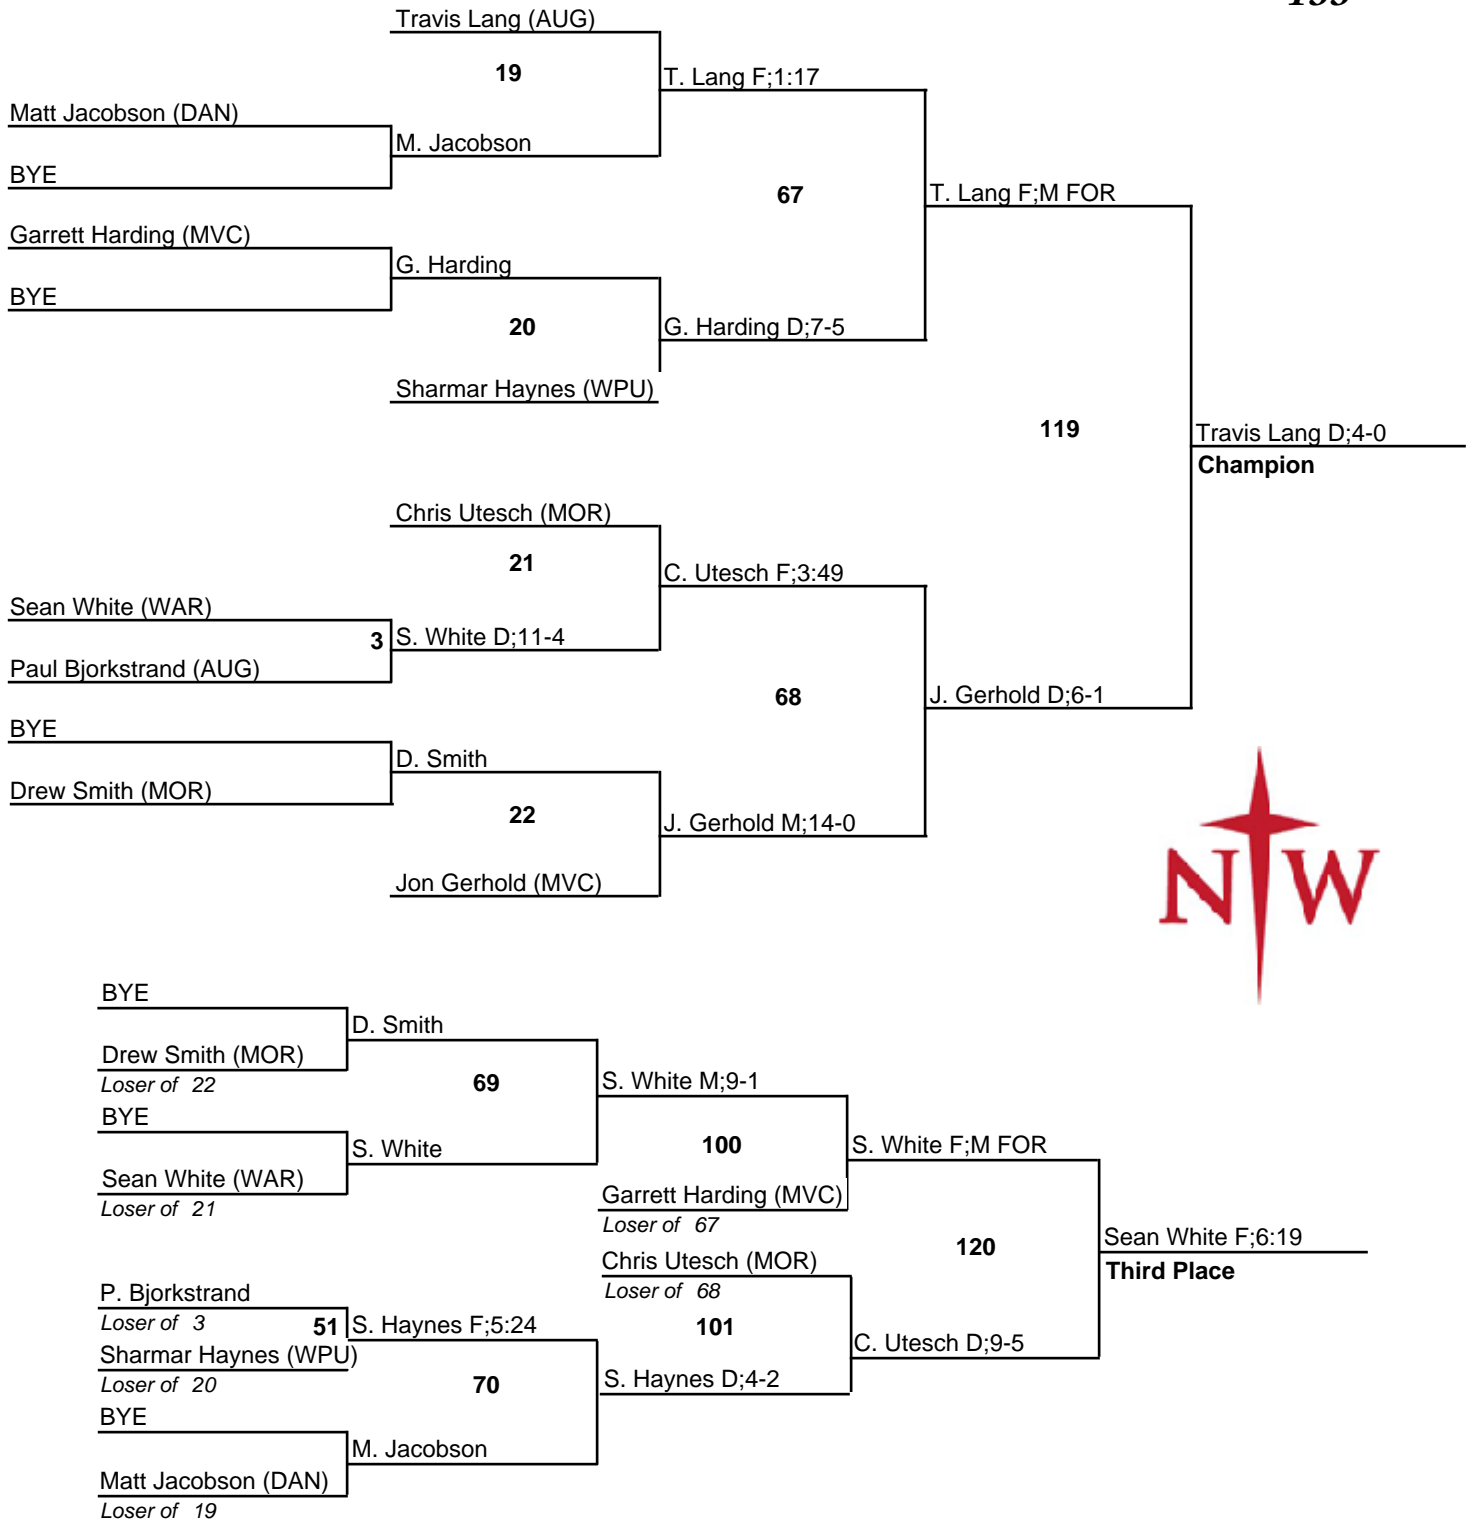 Travis Lang (AUG)
19
T. Lang F;1:17
Matt Jacobson (DAN)
M. Jacobson
BYE
67
T. Lang F;M FOR
Garrett Harding (MVC)
G. Harding
BYE
20
G. Harding D;7-5
Sharmar Haynes (WPU)
119
Travis Lang D;4-0
Champion
Chris Utesch (MOR)
21
C. Utesch F;3:49
Sean White (WAR)
3
S. White D;11-4
Paul Bjorkstrand (AUG)
68
J. Gerhold D;6-1
BYE
D. Smith
Drew Smith (MOR)
22
J. Gerhold M;14-0
Jon Gerhold (MVC)
N W
BYE
D. Smith
Drew Smith (MOR)
Loser of 22
69
S. White M;9-1
BYE
S. White
100
S. White F;M FOR
Sean White (WAR)
Loser of 21
Garrett Harding (MVC)
Loser of 67
120
Sean White F;6:19
Third Place
Chris Utesch (MOR)
Loser of 68
P. Bjorkstrand
Loser of 3
51
S. Haynes F;5:24
101
C. Utesch D;9-5
Sharmar Haynes (WPU)
Loser of 20
70
S. Haynes D;4-2
BYE
M. Jacobson
Matt Jacobson (DAN)
Loser of 19